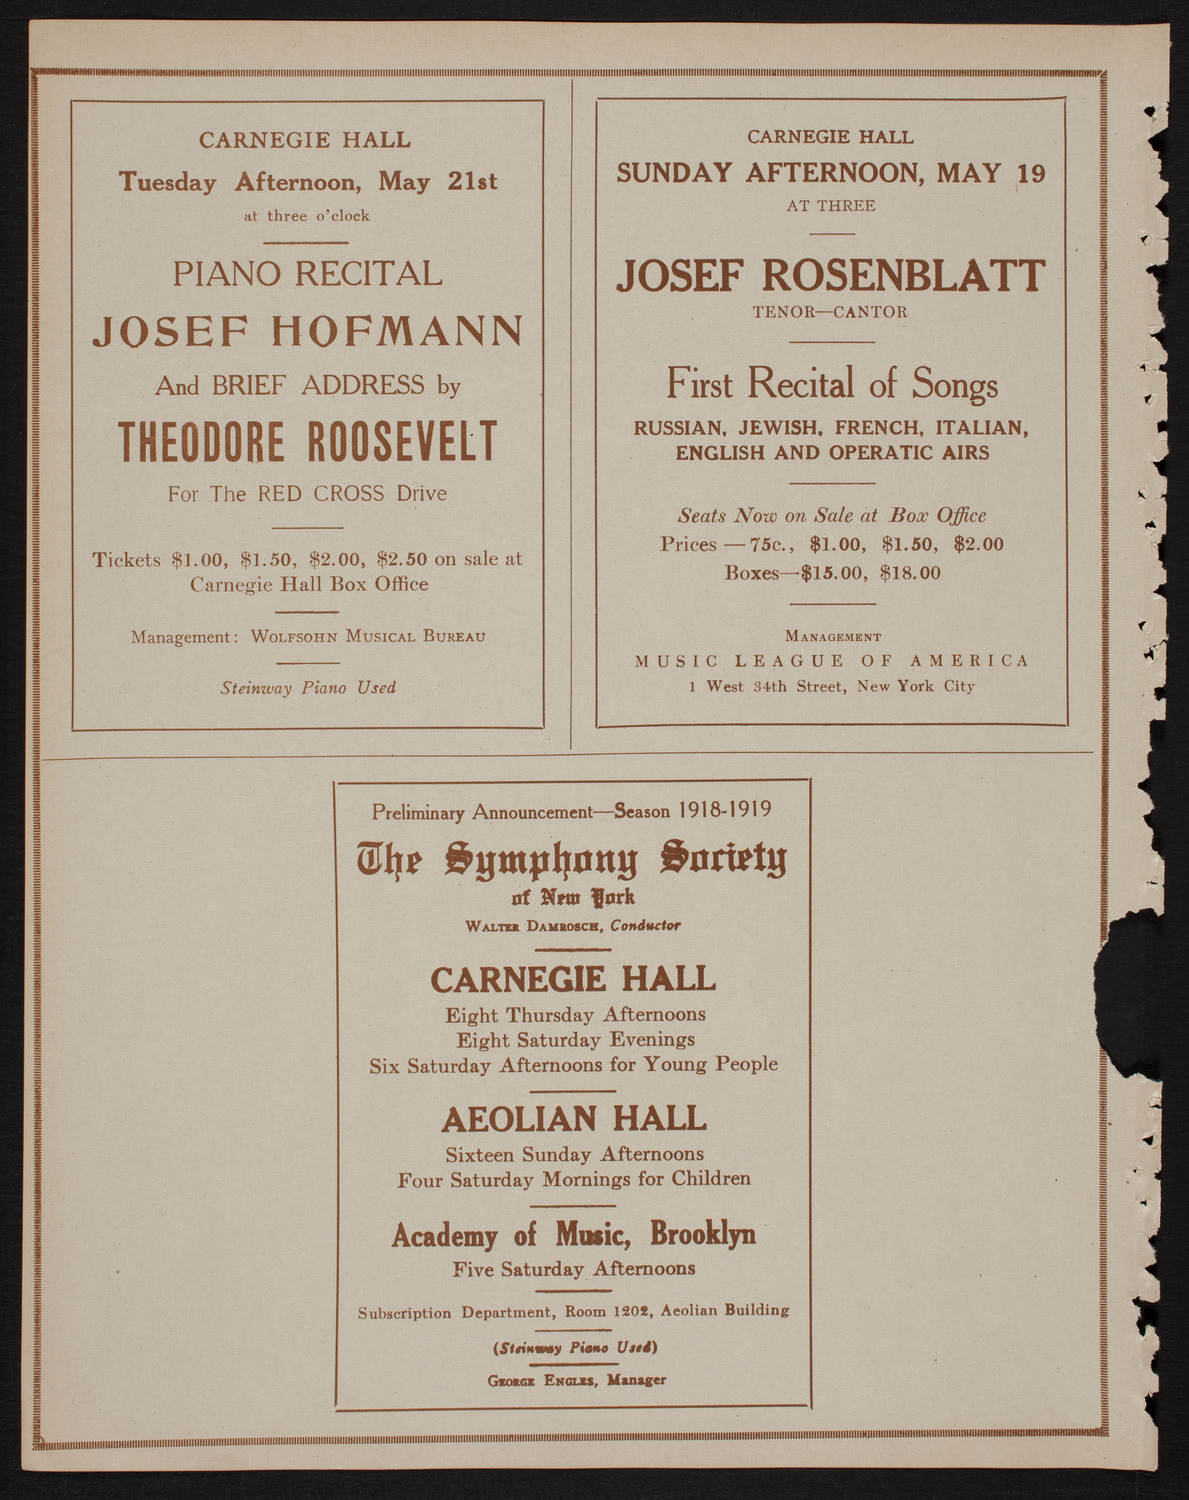 CARNEGIE HALL
Tuesday Afternoon, May 21st
at three o'clock
PIANO RECITAL
JOSEF HOFMANN
And BRIEF ADDRESS by
THEODORE ROOSEVELT
For The RED CROSS Drive
Tickets $1.00, $1.50, $2.00, $2.50 on sale at
Carnegie Hall Box Office
Management: WOLFSOHN MUSICAL BUREAU
Steinway Piano Used
CARNEGIE HALL
SUNDAY AFTERNOON, MAY 19
AT THREE
JOSEF ROSENBLATT
TENOR—CANTOR
First Recital of Songs
RUSSIAN, JEWISH, FRENCH, ITALIAN,
ENGLISH AND OPERATIC AIRS
Seats Now on Sale at Box Office
Prices — 75c., $1.00, $1.50, $2.00
Boxes—$15.00, $18.00
MANAGEMENT
MUSIC LEAGUE OF AMERICA
1 West 34th Street, New York City
Preliminary Announcement—Season 1918-1919
The Symphony Society
of New York
WALTER DAMROSCH, Conductor
CARNEGIE HALL
Eight Thursday Afternoons
Eight Saturday Evenings
Six Saturday Afternoons for Young People
AEOLIAN HALL
Sixteen Sunday Afternoons
Four Saturday Mornings for Children
Academy of Music, Brooklyn
Five Saturday Afternoons
Subscription Department, Room 1202, Aeolian Building
(Steinway Piano Used)
GEORGE ENGLES, Manager